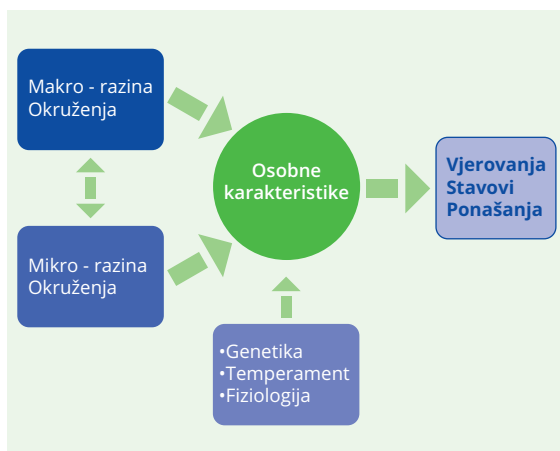 Makro - razina
Okruženja
Osobne
karakteristike
Vjerovanja
Stavovi
Ponašanja
Mikro - razina
Okruženja
•Genetika
•Temperament
•Fiziologija